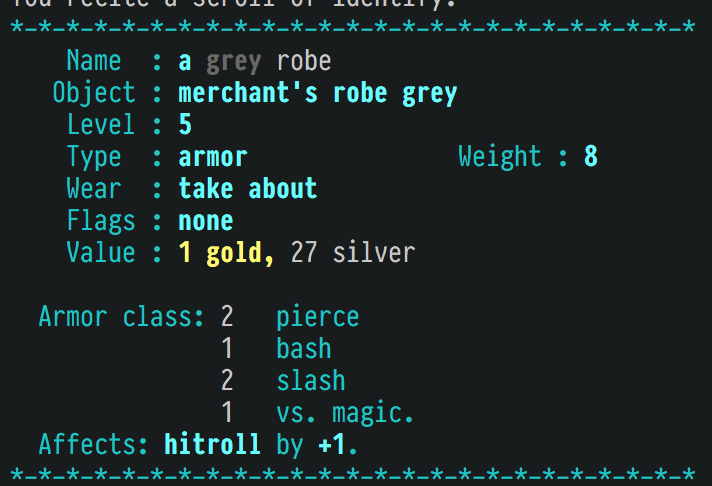 You recite a scroll of identify.
*-*-*-*-*-*-*-*-*-*-*-*-*-*-*-*-*-*-*-*-*-*-*-*-*
Name : a grey robe
Object : merchant's robe grey
Level : 5
Type : armor Weight : 8
Wear : take about
Flags : none
Value : 1 gold, 27 silver
Armor class: 2 pierce
1 bash
2 slash
1 vs. magic.
Affects: hitroll by +1.
*-*-*-*-*-*-*-*-*-*-*-*-*-*-*-*-*-*-*-*-*-*-*-*-*